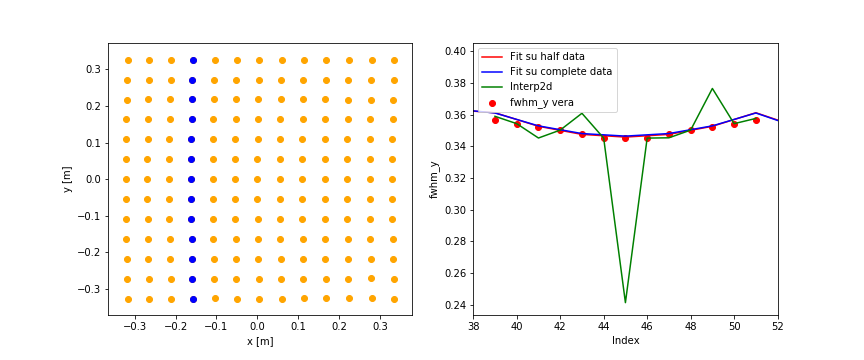 0.3
0.2
0.1
0.0
−0.1
−0.2
−0.3
y [m]
−0.3 −0.2 −0.1 0.0 0.1 0.2 0.3
x [m]
0.40
0.38
0.36
0.34
0.32
0.30
0.28
0.26
0.24
fwhm_y
Fit su half data
Fit su complete data
Interp2d
fwhm_y vera
38 40 42 44 46 48 50 52
Index